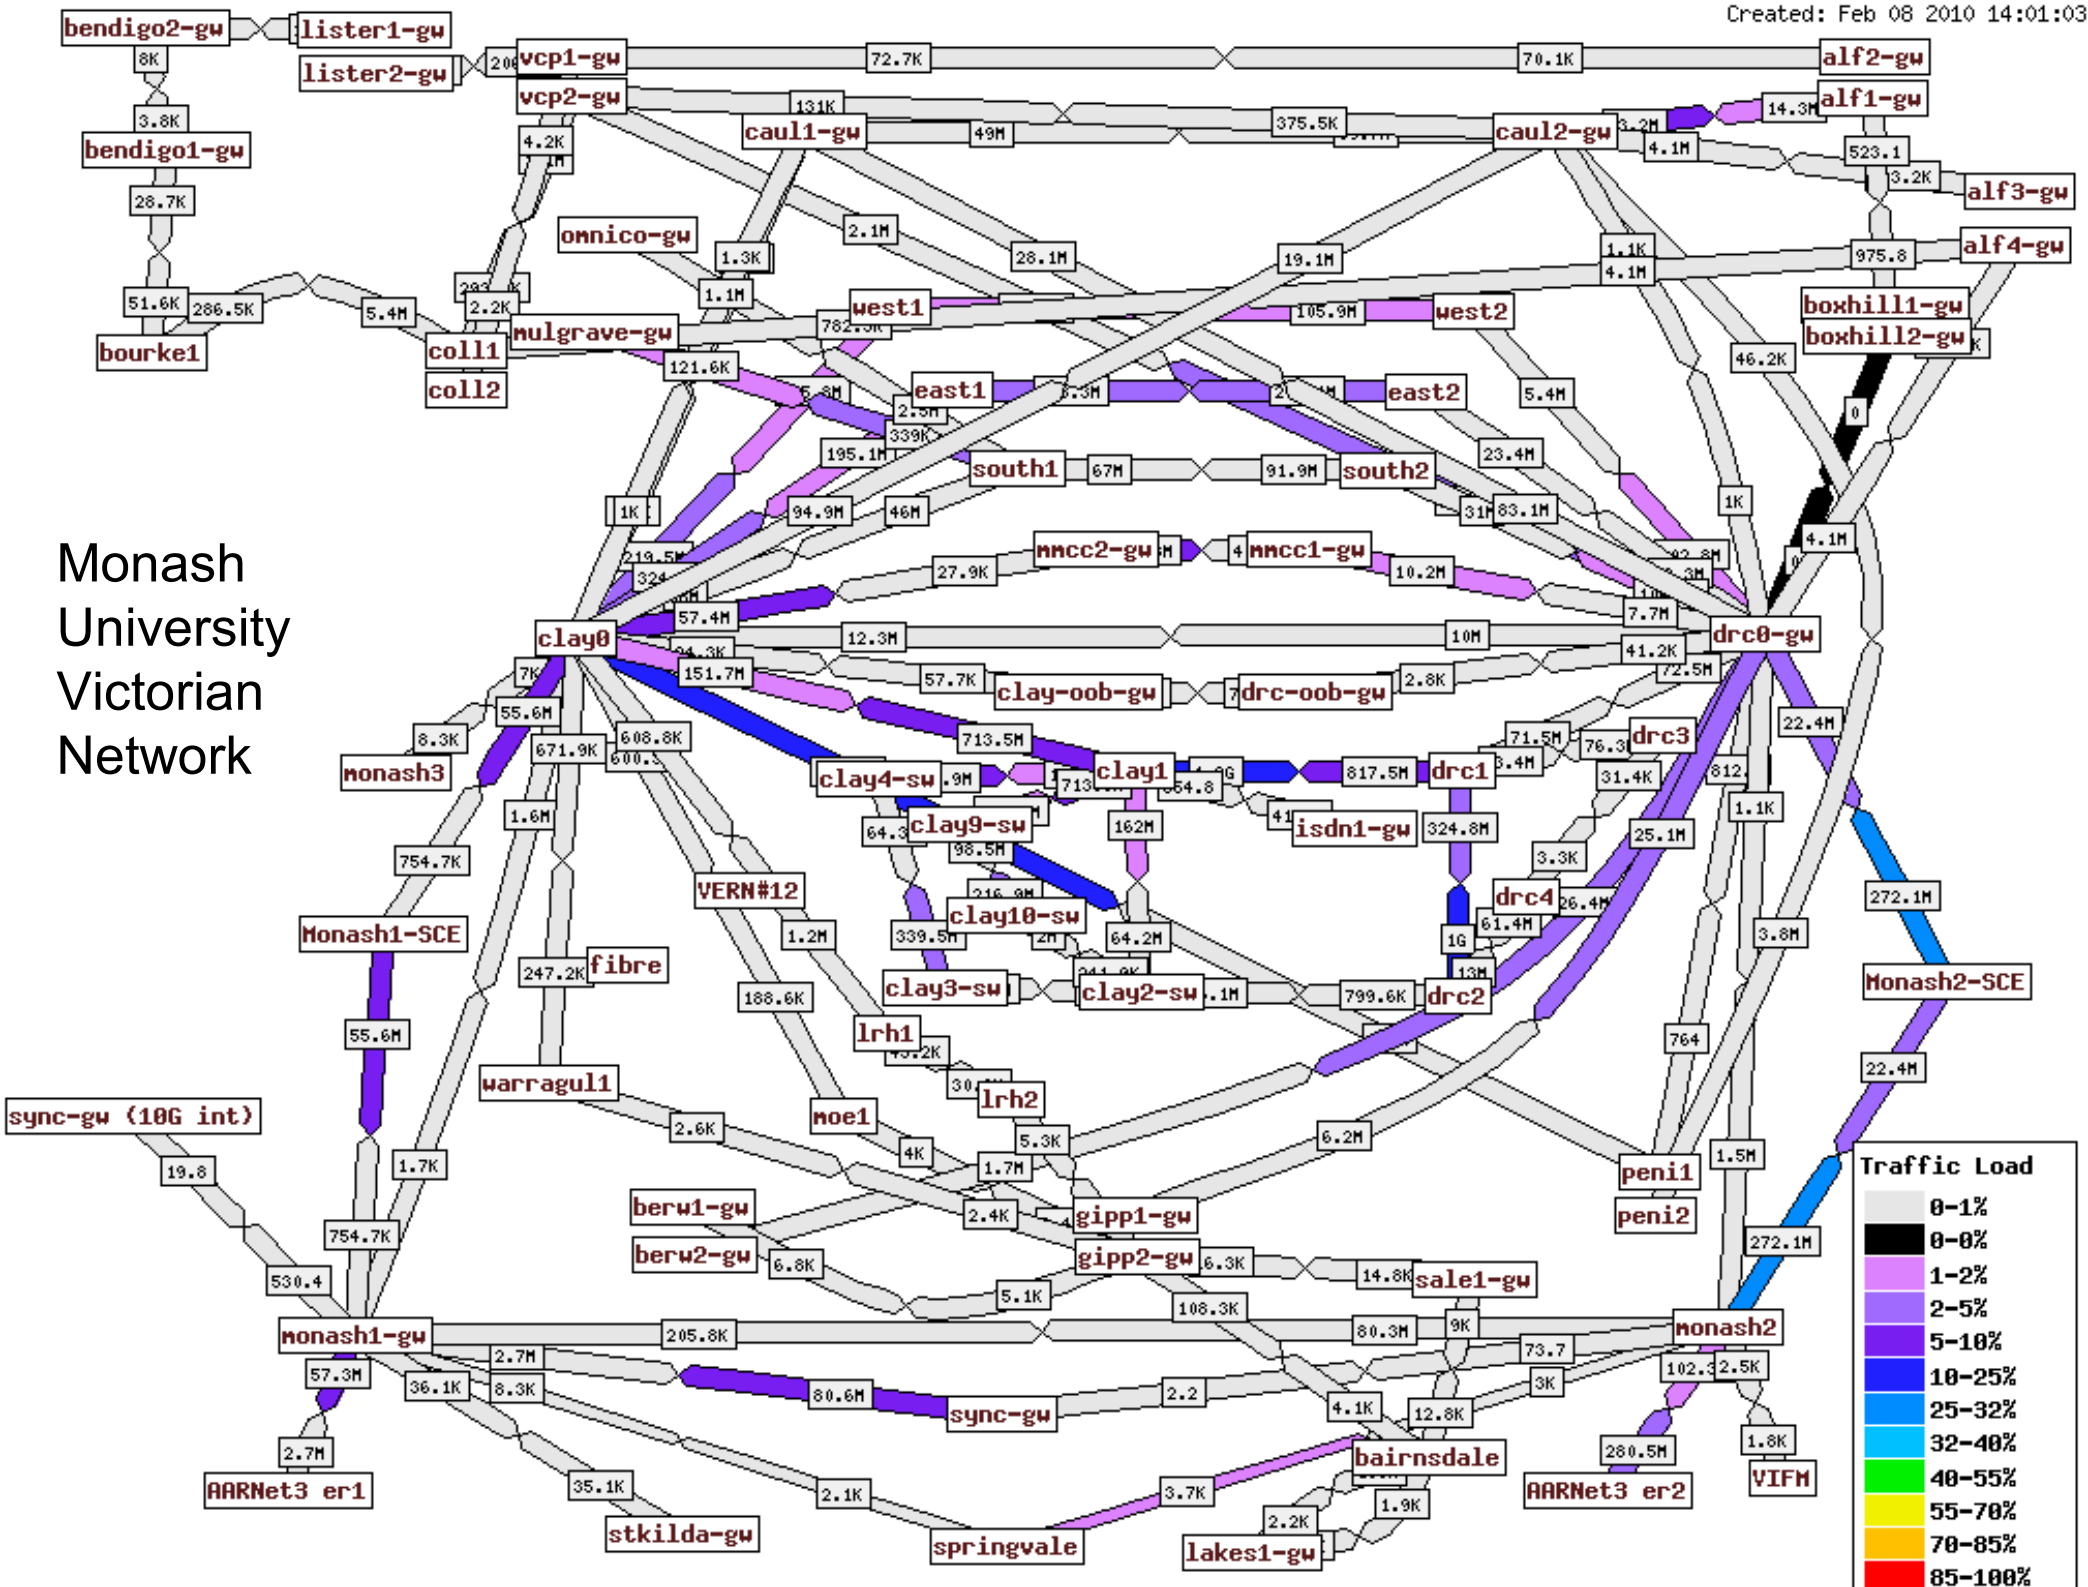 Created: Feb 08 2010 14:01:03
bendigo2-gw
lister1-gw
lister2-gw
vcp1-gw
72.7K
70.1K
alf2-gw
8K
vcp2-gw
131K
14.3M
alf1-gw
3.8K
4.2K
caul1-gw
49M
375.5K
caul2-gw
4.1M
523.1
bendigo1-gw
3.2K
alf3-gw
28.7K
omnico-gw
2.1M
1.3K
28.1M
19.1M
1.1K
4.1M
975.8
alf4-gw
51.6K
286.5K
5.4M
2.2K
1.1M
west1
105.9M
west2
boxhill1-gw
mulgrave-gw
boxhill2-gw
bourke1
coll1
121.6K
46.2K
coll2
east1
east2
5.4M
0
2.5M
339K
195.1M
23.4M
south1
67M
91.9M
south2
1K
94.9M
46M
83.1M
1K
4.1M
Monash
University
Victorian
Network
219.5M
27.9K
mmcc2-gw
mmcc1-gw
10.2M
57.4M
7.7M
clay0
12.3M
10M
drc0-gw
41.2K
7K
151.7M
57.7K
clay-oob-gw
drc-oob-gw
2.8K
72.5M
55.6M
8.3K
671.9K
608.8K
713.5M
71.5M
drc3
22.4M
monash3
clay4-sw
clay1
817.5M
drc1
31.4K
1.6M
clay9-sw
162M
isdn1-gw
324.8M
25.1M
1.1K
754.7K
98.5M
3.3K
VERN#12
216.9M
drc4
26.4M
272.1M
Monash1-SCE
1.2M
339.5M
clay10-sw
64.2M
1G
61.4M
3.8M
247.2K
fibre
13M
188.6K
clay3-sw
clay2-sw
799.6K
drc2
Monash2-SCE
55.6M
lrh1
764
warragul1
lrh2
22.4M
sync-gw (10G int)
2.6K
moe1
4K
5.3K
6.2M
19.8
1.7K
1.7M
peni1
1.5M
berw1-gw
2.4K
gipp1-gw
peni2
754.7K
berw2-gw
6.8K
gipp2-gw
6.3K
14.8K
sale1-gw
272.1M
530.4
5.1K
108.3K
monash1-gw
205.8K
80.3M
9K
monash2
2.7M
73.7
57.3M
36.1K
8.3K
80.6M
sync-gw
2.2
3K
2.5K
4.1K
12.8K
2.7M
bairnsdale
280.5M
1.8K
AARNet3 er1
35.1K
2.1K
3.7K
1.9K
AARNet3 er2
VIFM
stkilda-gw
springvale
2.2K
lakes1-gw
Traffic Load
0-1%
0-0%
1-2%
2-5%
5-10%
10-25%
25-32%
32-40%
40-55%
55-70%
70-85%
85-100%